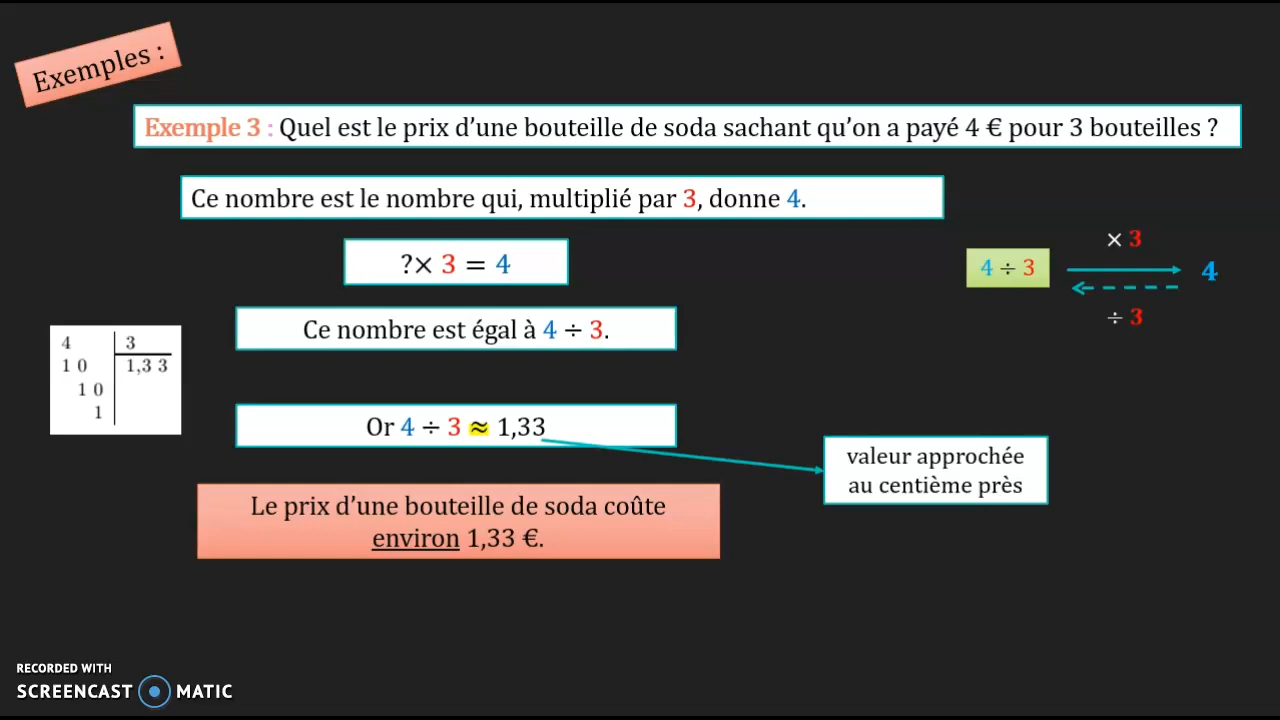 Exemples :
Exemple 3 : Quel est le prix d'une bouteille de soda sachant qu'on a payé 4 € pour 3 bouteilles ?
Ce nombre est le nombre qui, multiplié par 3, donne 4.
?× 3 = 4
× 3
4 ÷ 3
4
÷ 3
Ce nombre est égal à 4 ÷ 3.
4 3
1 0 1,3 3
1 0
1
Or 4 ÷ 3 ≈ 1,33
valeur approchée
au centième près
Le prix d'une bouteille de soda coûte
environ 1,33 €.
RECORDED WITH
SCREENCAST MATIC